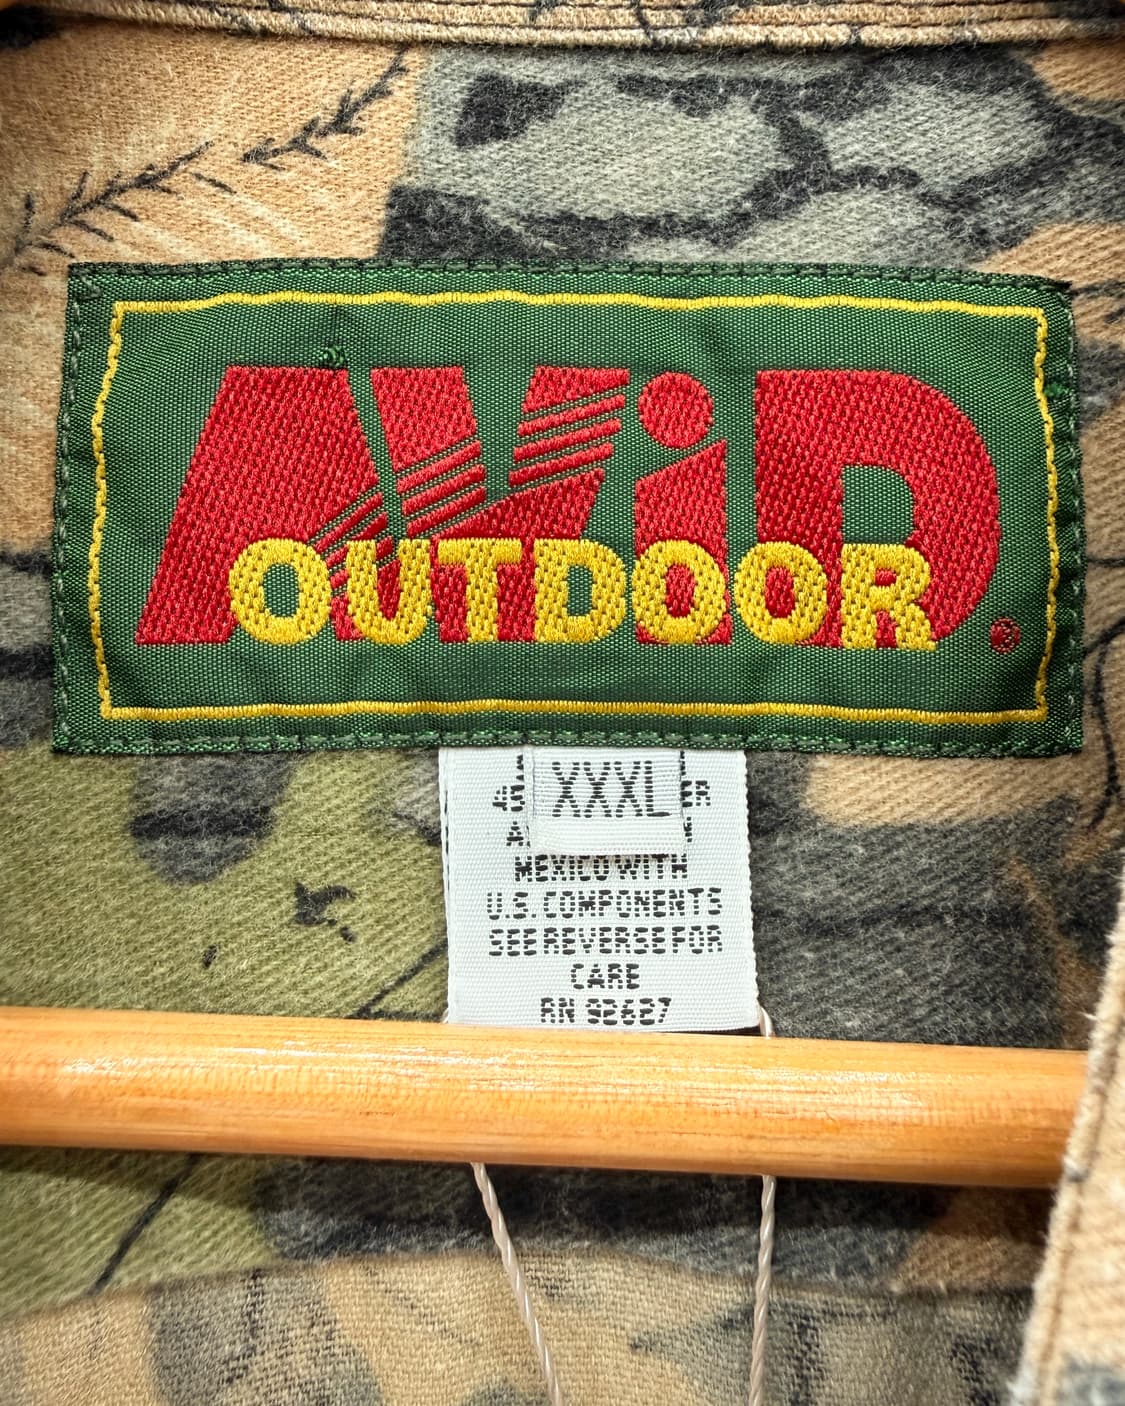 AViD
OUTDOOR
®
XXXL
MEXICO WITH
U.S. COMPONENTS
SEE REVERSE FOR
CARE
RN 92627